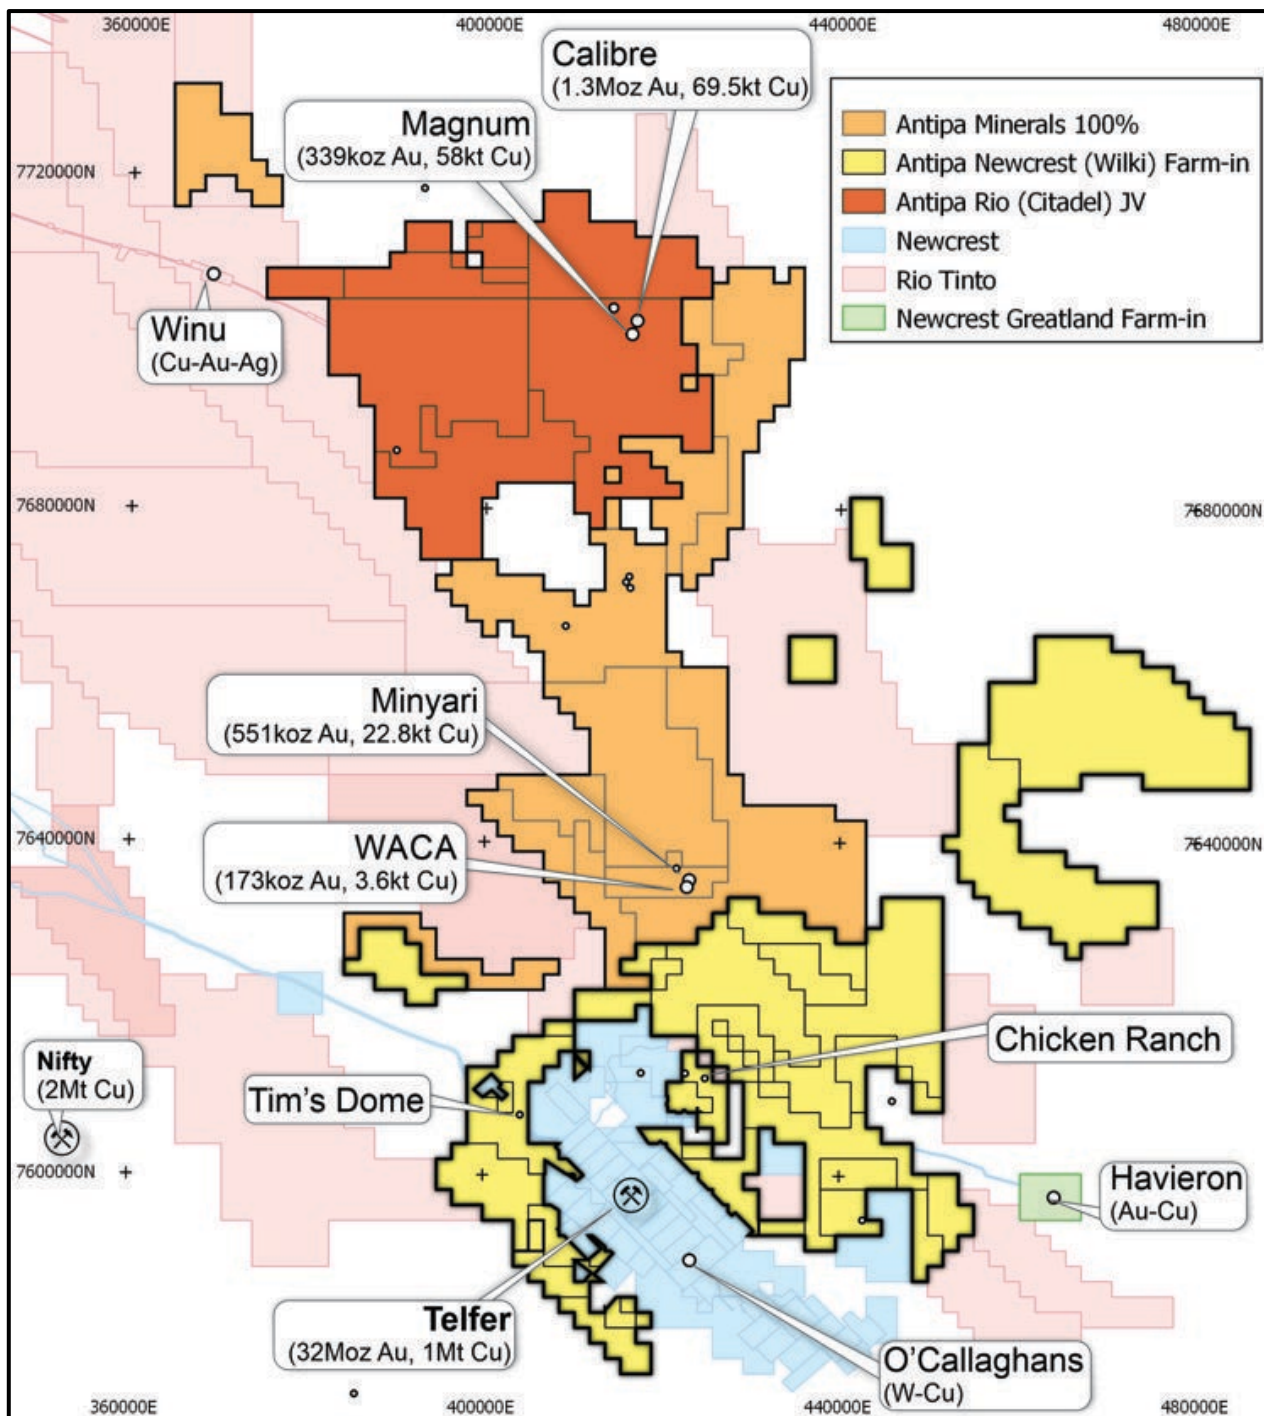 360000E 400000E 440000E 480000E
Calibre
(1.3Moz Au, 69.5kt Cu)
Magnum
(339koz Au, 58kt Cu)
Antipa Minerals 100%
Antipa Newcrest (Wilki) Farm-in
Antipa Rio (Citadel) JV
Newcrest
Rio Tinto
Newcrest Greatland Farm-in
7720000N
Winu
(Cu-Au-Ag)
7680000N 7680000N
Minyari
(551koz Au, 22.8kt Cu)
7640000N 7640000N
WACA
(173koz Au, 3.6kt Cu)
Chicken Ranch
Nifty
(2Mt Cu)
Tim's Dome
7600000N
Havieron
(Au-Cu)
Telfer
(32Moz Au, 1Mt Cu)
O'Callaghans
(W-Cu)
360000E 400000E 440000E 480000E